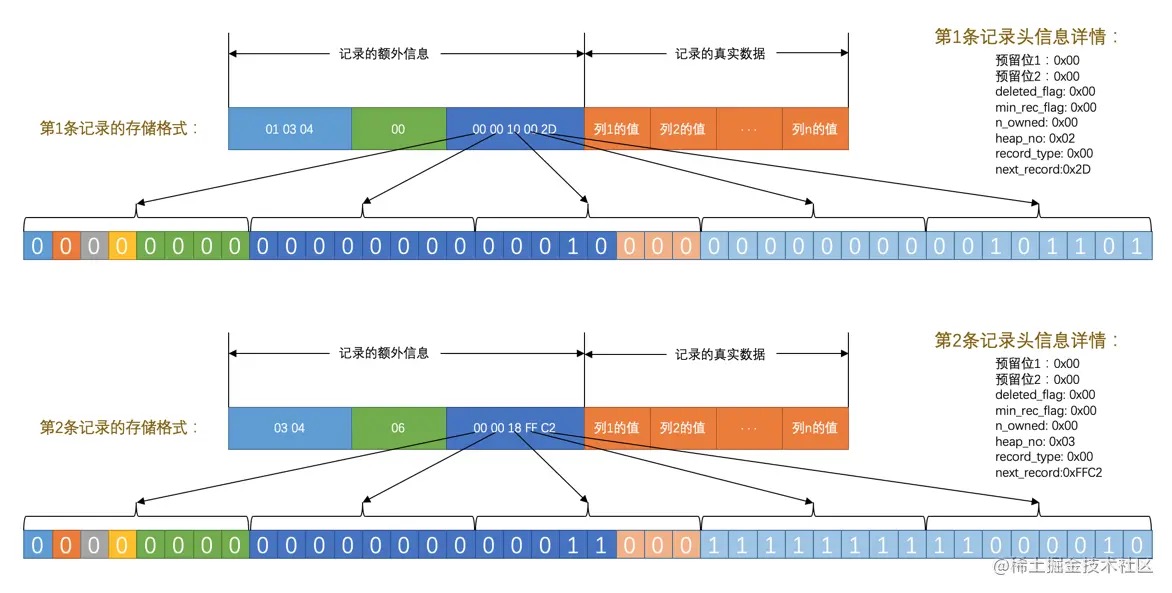 第1条记录头信息详情：
预留位1：0x00
预留位2：0x00
deleted_flag: 0x00
min_rec_flag: 0x00
n_owned: 0x00
heap_no: 0x02
record_type: 0x00
next_record:0x2D
记录的额外信息 记录的真实数据
第1条记录的存储格式： 01 03 04 00 00 00 10 00 2D 列1的值 列2的值 ··· 列n的值
0 0 0 0 0 0 0 0 0 0 0 0 0 0 0 0 0 0 0 1 0 0 0 0 0 0 0 0 0 0 0 0 0 0 1 0 1 1 0 1
第2条记录头信息详情：
预留位1：0x00
预留位2：0x00
deleted_flag: 0x00
min_rec_flag: 0x00
n_owned: 0x00
heap_no: 0x03
record_type: 0x00
next_record:0xFFC2
记录的额外信息 记录的真实数据
第2条记录的存储格式： 03 04 06 00 00 18 FF C2 列1的值 列2的值 ··· 列n的值
0 0 0 0 0 0 0 0 0 0 0 0 0 0 0 0 0 0 0 1 1 0 0 0 1 1 1 1 1 1 1 1 1 1 0 0 0 0 1 0
@稀土掘金技术社区